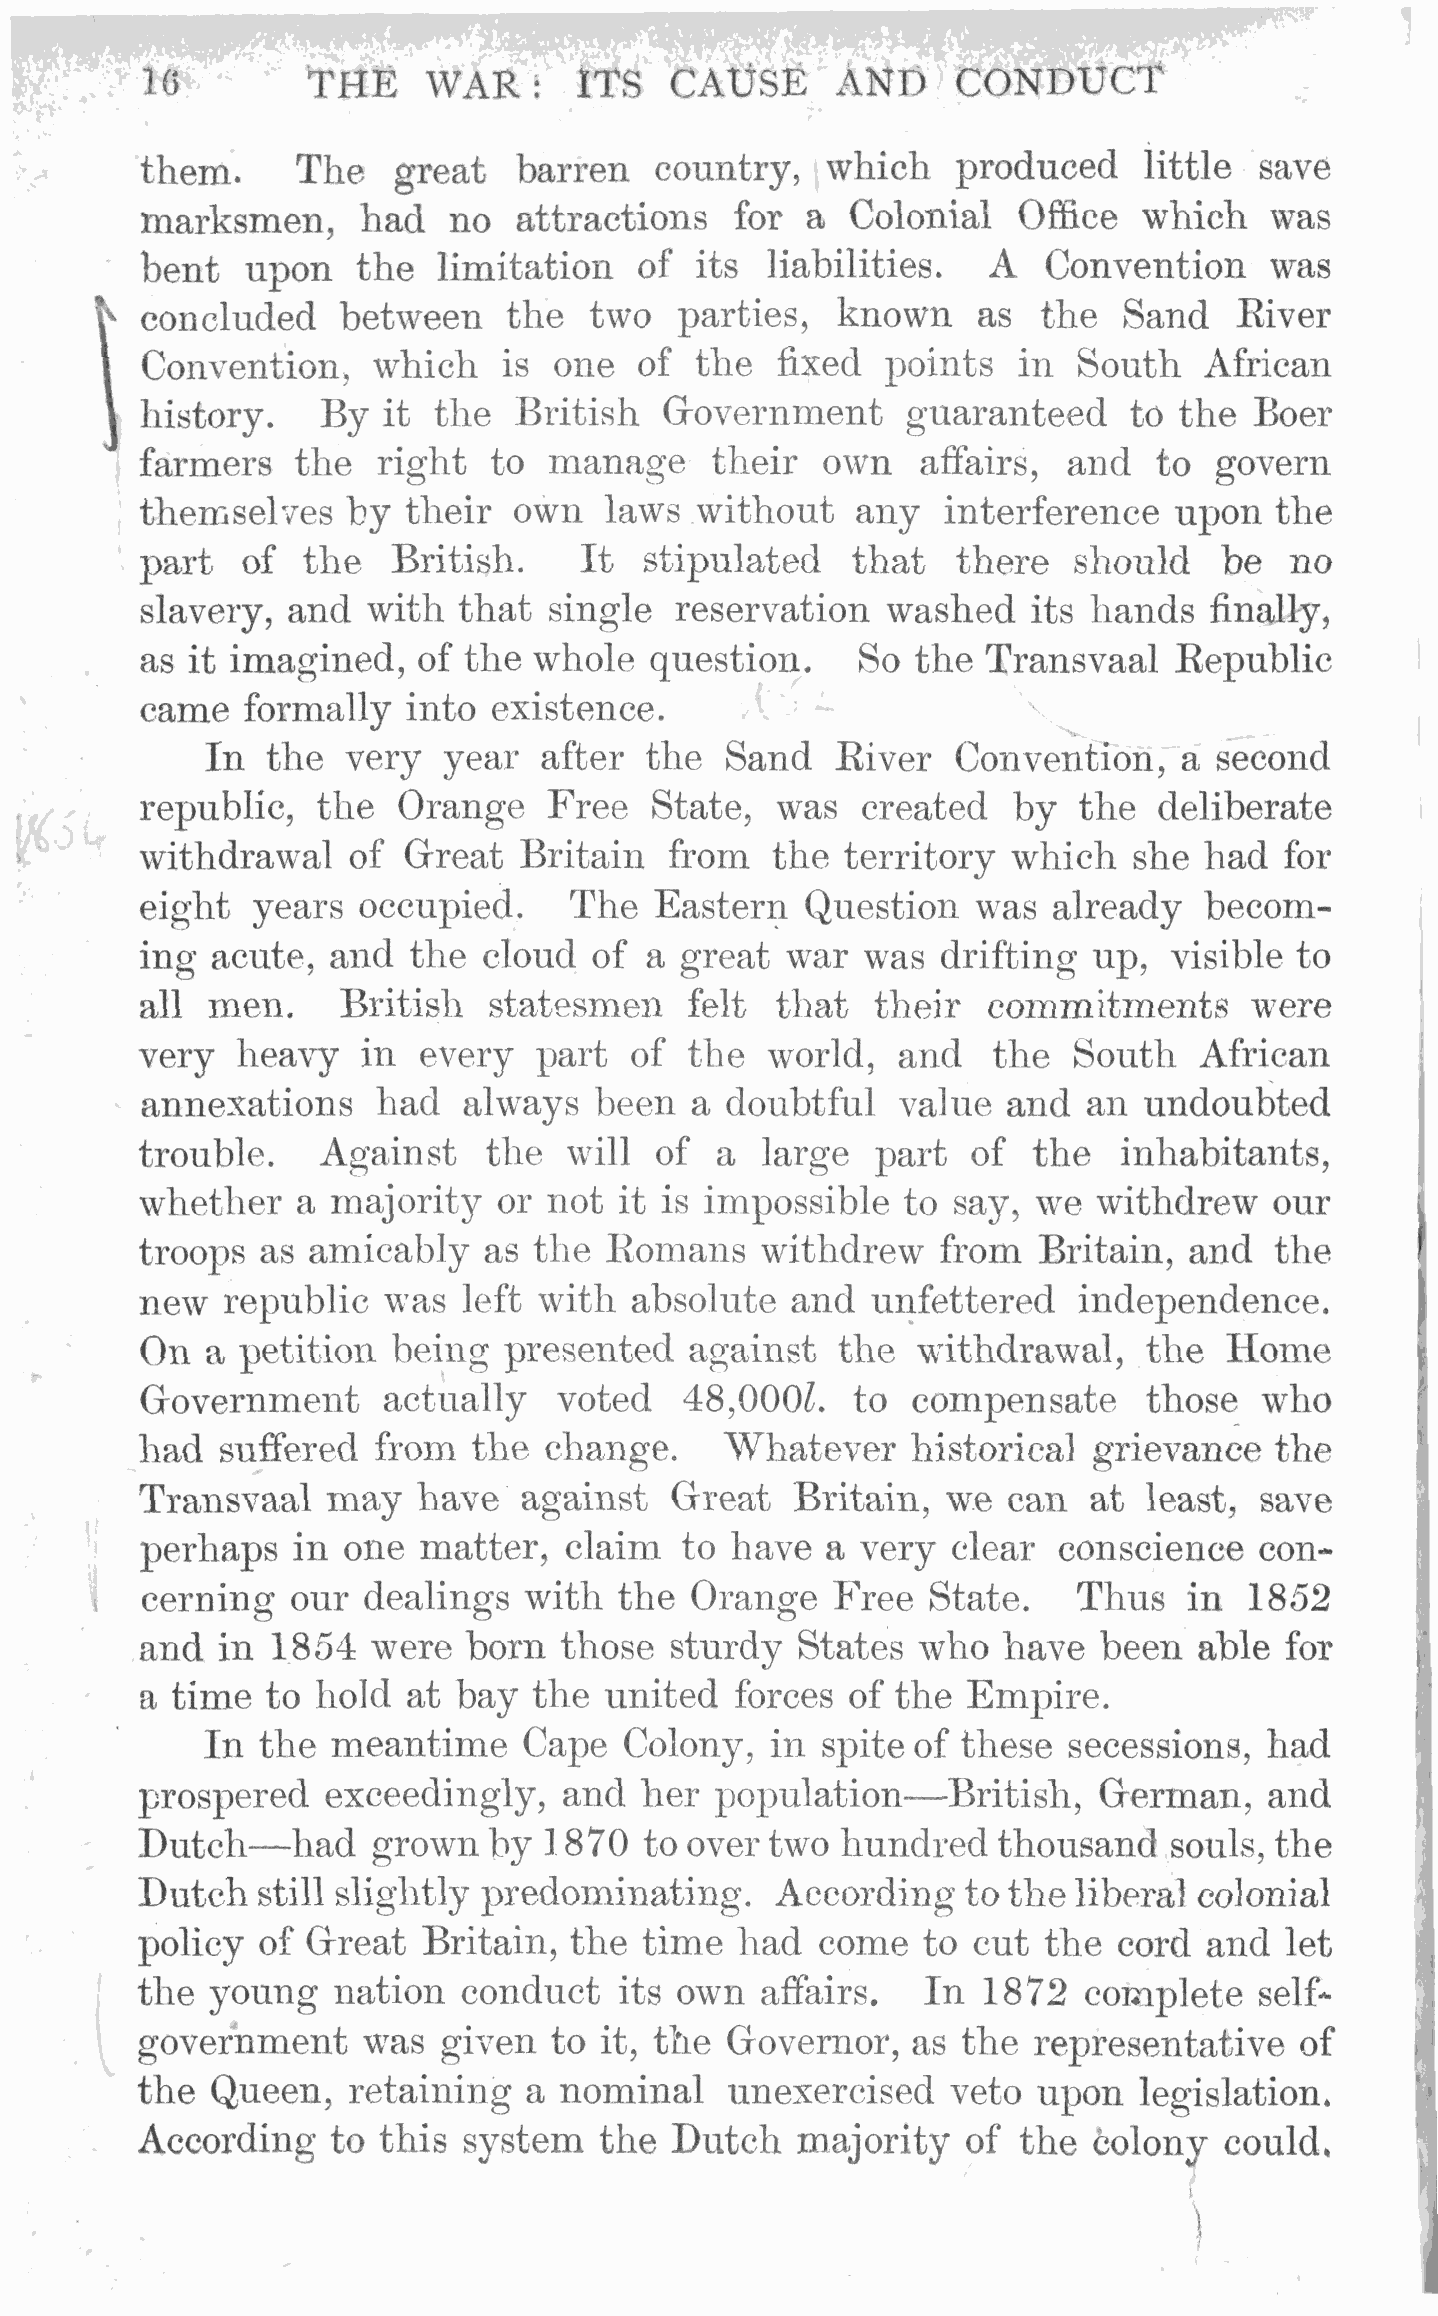 16 THE WAR: ITS CAUSE AND CONDUCT
them. The great barren country, which produced little save
marksmen, had no attractions for a Colonial Office which was
bent upon the limitation of its liabilities. A Convention was
concluded between the two parties, known as the Sand River
Convention, which is one of the fixed points in South African
history. By it the British Government guaranteed to the Boer
farmers the right to manage their own affairs, and to govern
themselves by their own laws without any interference upon the
part of the British. It stipulated that there should be no
slavery, and with that single reservation washed its hands finally,
as it imagined, of the whole question. So the Transvaal Republic
came formally into existence.
In the very year after the Sand River Convention, a second
republic, the Orange Free State, was created by the deliberate
1854
withdrawal of Great Britain from the territory which she had for
eight years occupied. The Eastern Question was already becom-
ing acute, and the cloud of a great war was drifting up, visible to
all men. British statesmen felt that their commitments were
very heavy in every part of the world, and the South African
annexations had always been a doubtful value and an undoubted
trouble. Against the will of a large part of the inhabitants,
whether a majority or not it is impossible to say, we withdrew our
troops as amicably as the Romans withdrew from Britain, and the
new republic was left with absolute and unfettered independence.
On a petition being presented against the withdrawal, the Home
Government actually voted 48,000l. to compensate those who
had suffered from the change. Whatever historical grievance the
Transvaal may have against Great Britain, we can at least, save
perhaps in one matter, claim to have a very clear conscience con-
cerning our dealings with the Orange Free State. Thus in 1852
and in 1854 were born those sturdy States who have been able for
a time to hold at bay the united forces of the Empire.
In the meantime Cape Colony, in spite of these secessions, had
prospered exceedingly, and her population—British, German, and
Dutch—had grown by 1870 to over two hundred thousand souls, the
Dutch still slightly predominating. According to the liberal colonial
policy of Great Britain, the time had come to cut the cord and let
the young nation conduct its own affairs. In 1872 complete self-
government was given to it, the Governor, as the representative of
the Queen, retaining a nominal unexercised veto upon legislation.
According to this system the Dutch majority of the colony could.